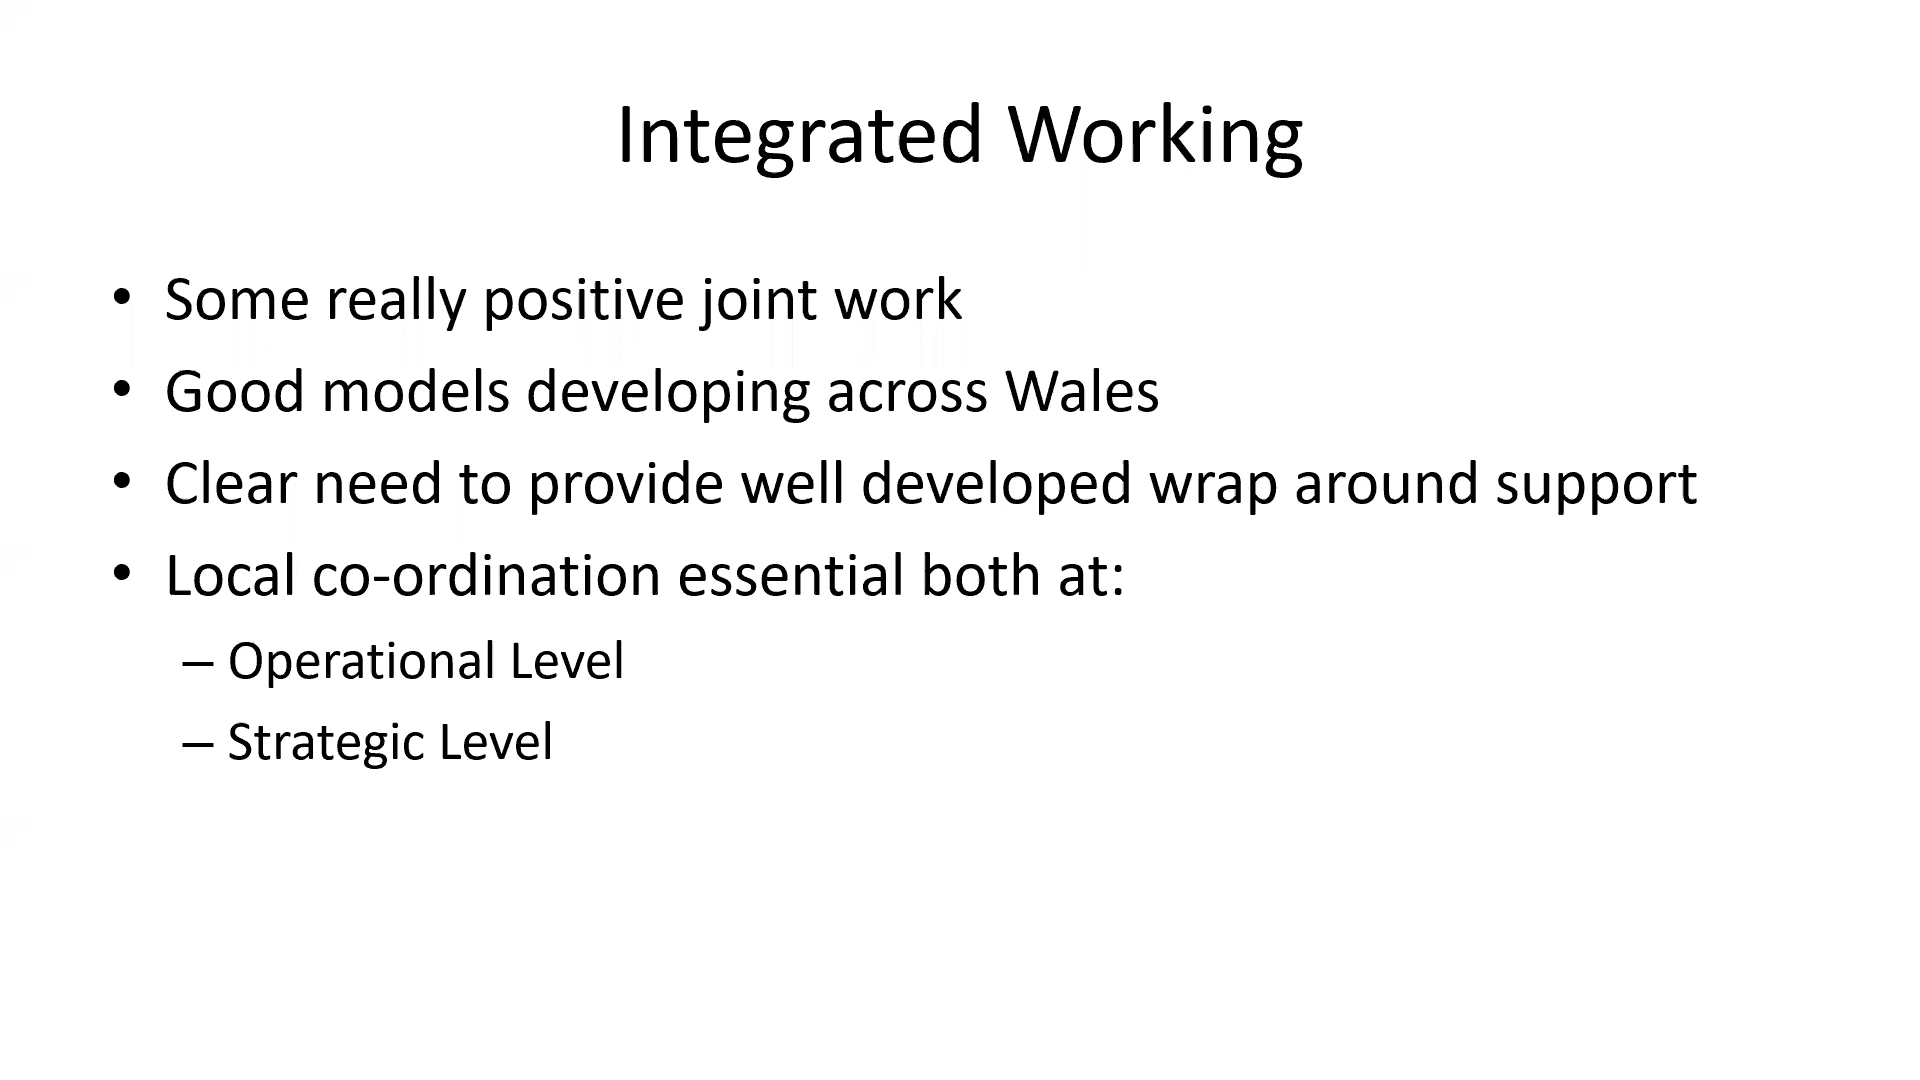 Integrated Working
• Some really positive joint work
• Good models developing across Wales
• Clear need to provide well developed wrap around support
• Local co-ordination essential both at:
– Operational Level
– Strategic Level